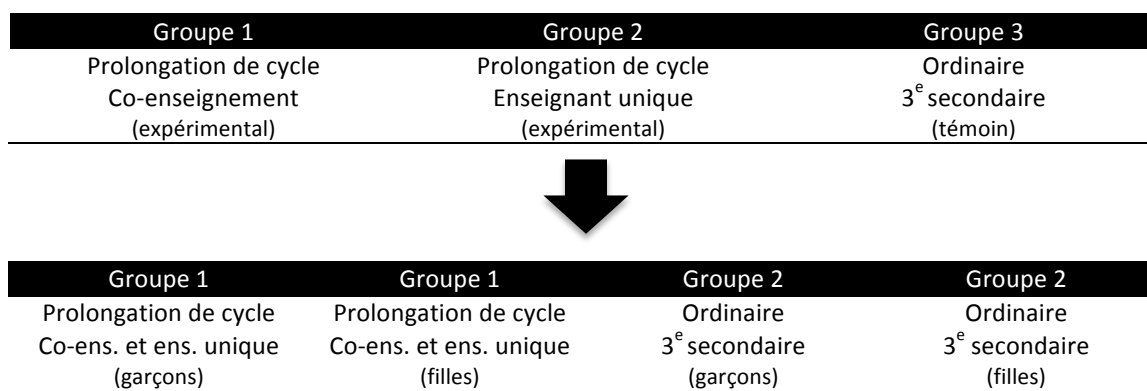 Groupe 1 Groupe 2 Groupe 3
Prolongation de cycle Prolongation de cycle Ordinaire
Co-enseignement Enseignant unique 3e secondaire
(expérimental) (expérimental) (témoin)
Groupe 1 Groupe 1 Groupe 2 Groupe 2
Prolongation de cycle Prolongation de cycle Ordinaire Ordinaire
Co-ens. et ens. unique Co-ens. et ens. unique 3e secondaire 3e secondaire
(garçons) (filles) (garçons) (filles)